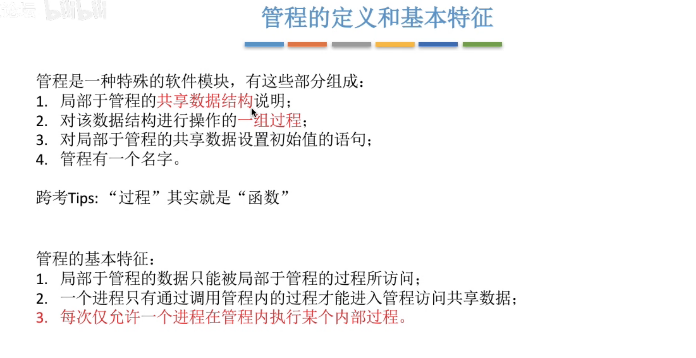 bilibili
管程的定义和基本特征
管程是一种特殊的软件模块，有这些部分组成：
1. 局部于管程的共享数据结构说明；
2. 对该数据结构进行操作的一组过程；
3. 对局部于管程的共享数据设置初始值的语句；
4. 管程有一个名字。
跨考Tips: “过程”其实就是“函数”
管程的基本特征：
1. 局部于管程的数据只能被局部于管程的过程所访问；
2. 一个进程只有通过调用管程内的过程才能进入管程访问共享数据；
3. 每次仅允许一个进程在管程内执行某个内部过程。